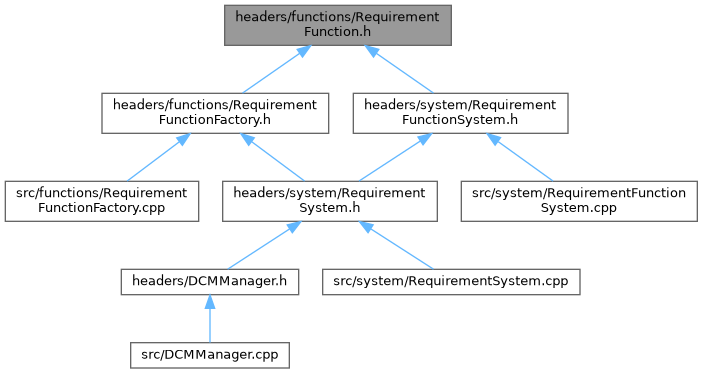 headers/functions/Requirement
Function.h
headers/functions/Requirement
FunctionFactory.h
headers/system/Requirement
FunctionSystem.h
src/functions/Requirement
FunctionFactory.cpp
headers/system/Requirement
System.h
src/system/RequirementFunction
System.cpp
headers/DCMManager.h
src/system/RequirementSystem.cpp
src/DCMManager.cpp